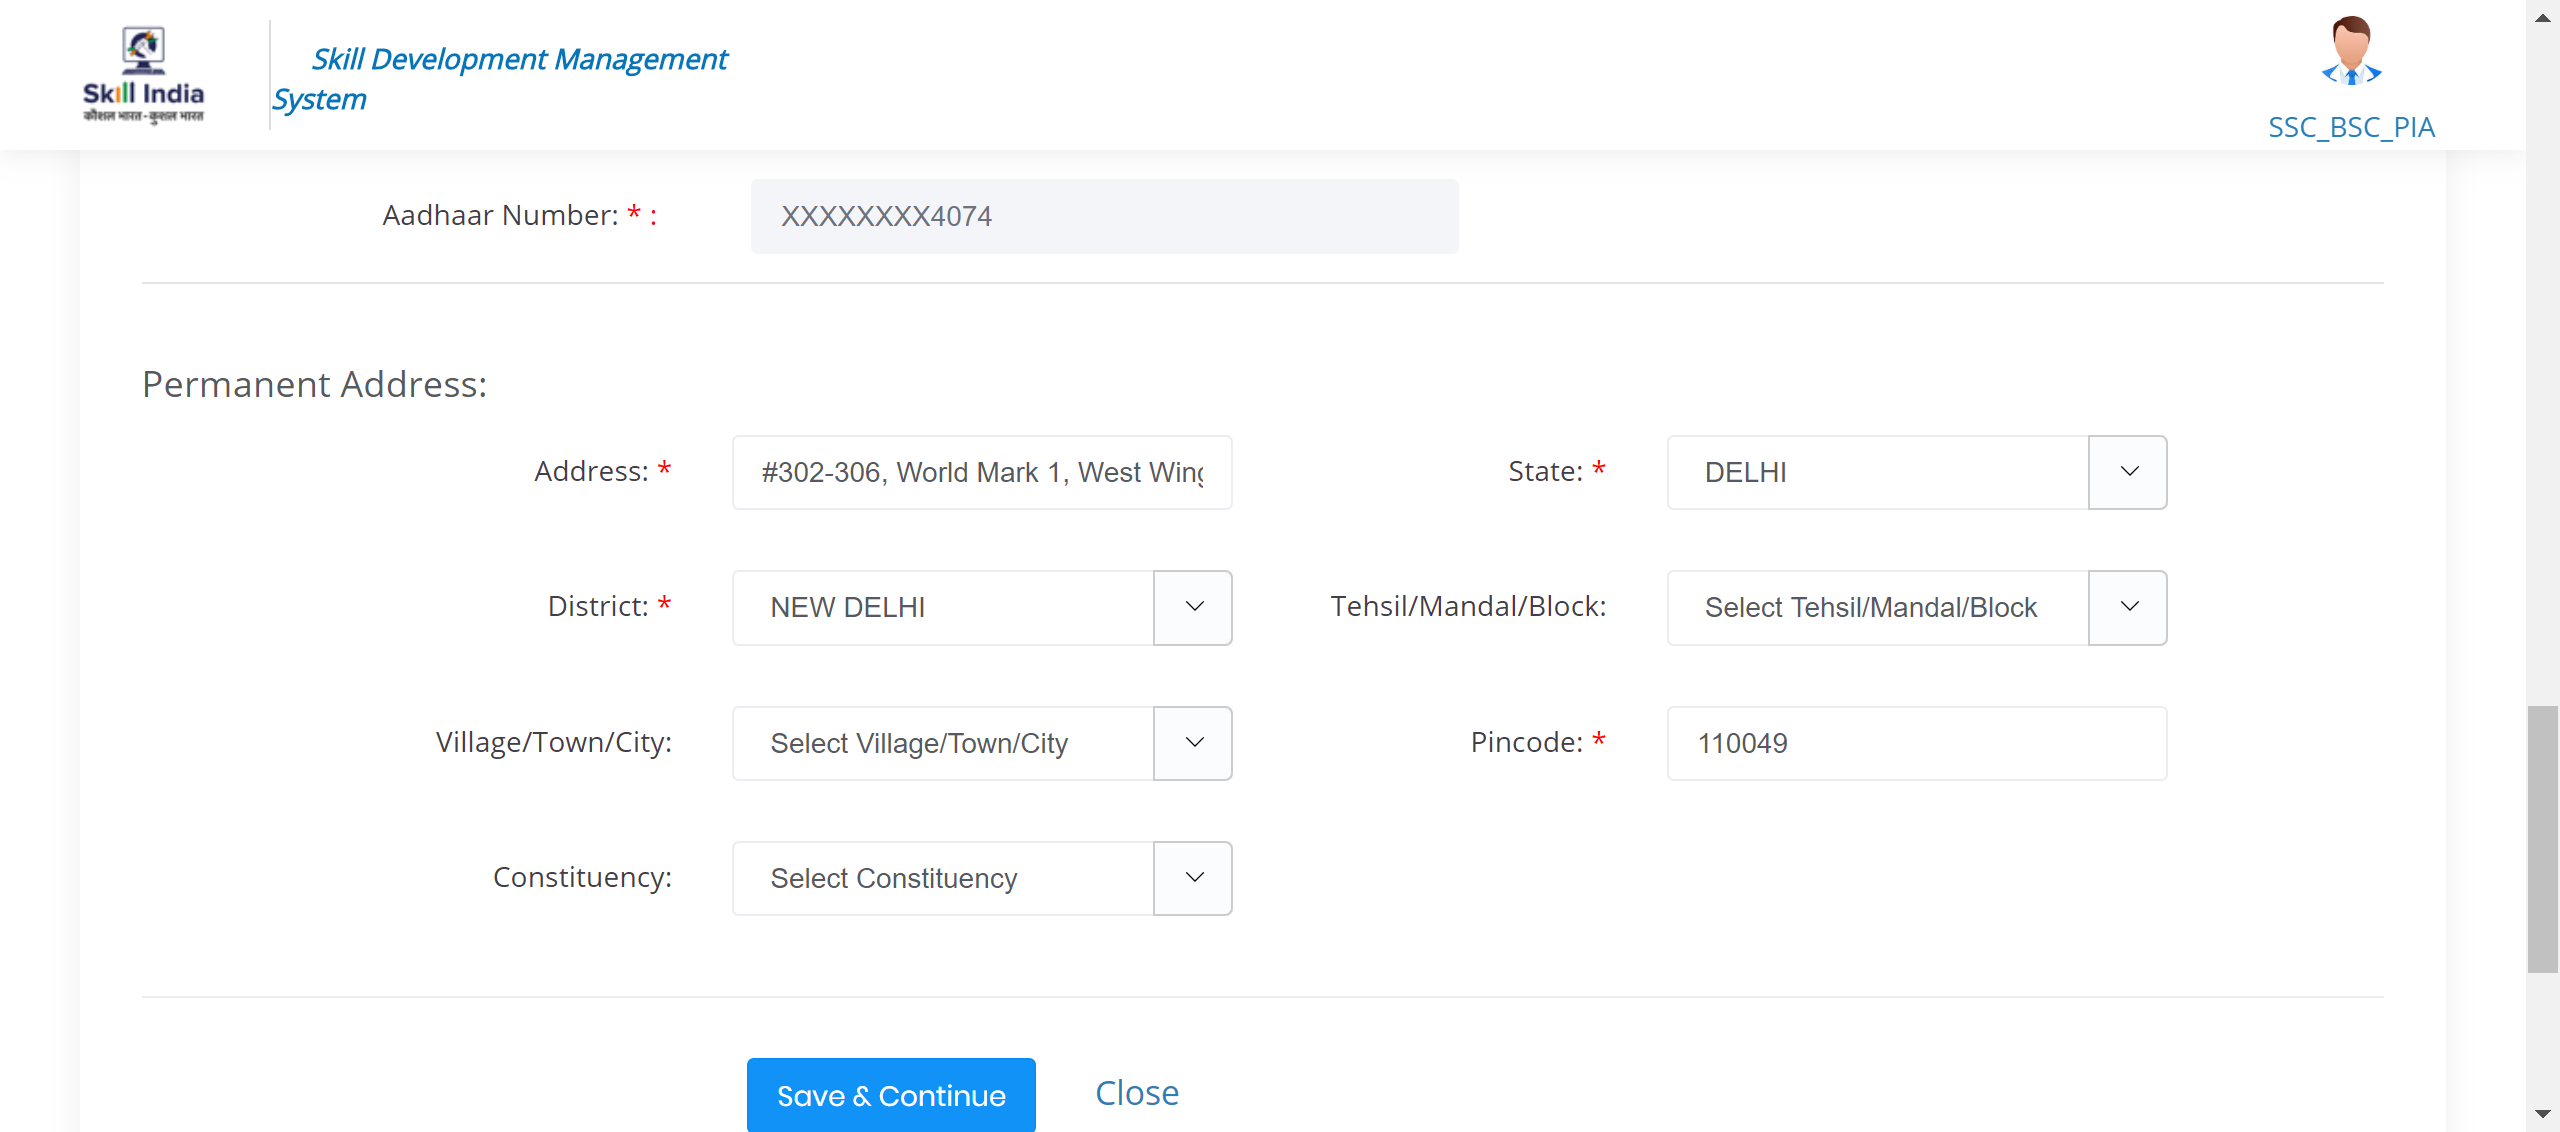 Skill India
कौशल भारत - कुशल भारत
Skill Development Management
System
SSC_BSC_PIA
Aadhaar Number: * :
XXXXXXXX4074
Permanent Address:
Address: *
#302-306, World Mark 1, West Wing
State: *
DELHI
District: *
NEW DELHI
Tehsil/Mandal/Block:
Select Tehsil/Mandal/Block
Village/Town/City:
Select Village/Town/City
Pincode: *
110049
Constituency:
Select Constituency
Save & Continue
Close